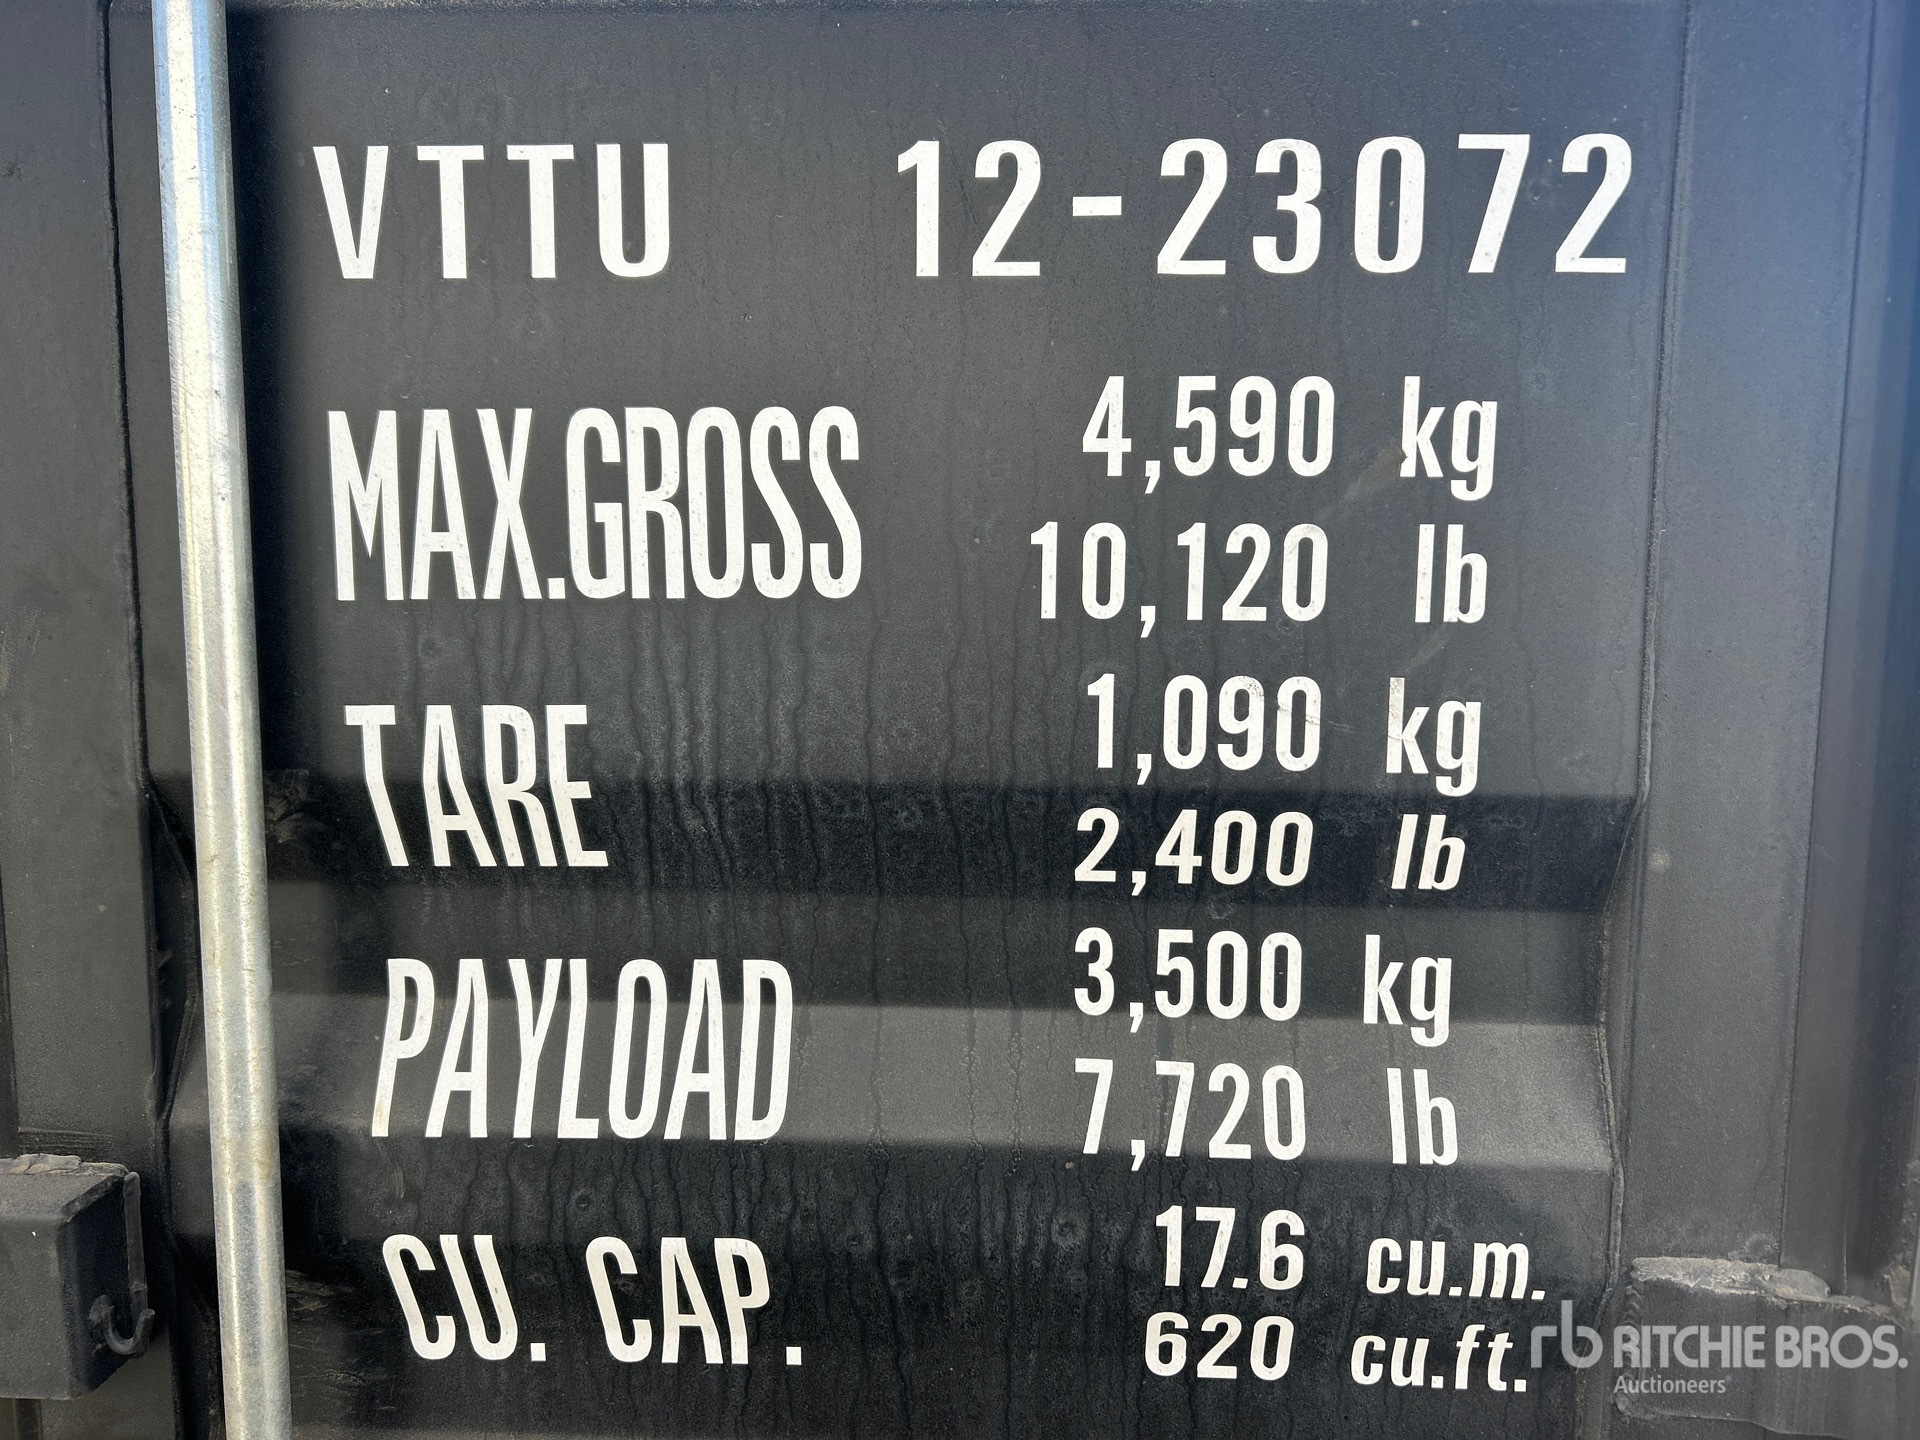 VTTU 12-23072
MAX.GROSS 4,590 kg
10,120 lb
TARE 1,090 kg
2,400 lb
PAYLOAD 3,500 kg
7,720 lb
CU. CAP. 17.6 cu.m.
620 cu.ft.
rb RITCHIE BROS.
Auctioneers